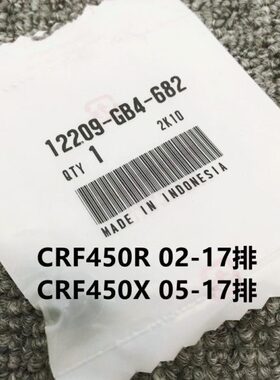 12209-GB4-682
QTY
1
2K10
MADE IN INDONESIA
CRF450R 02-17排
CRF450X 05-17排